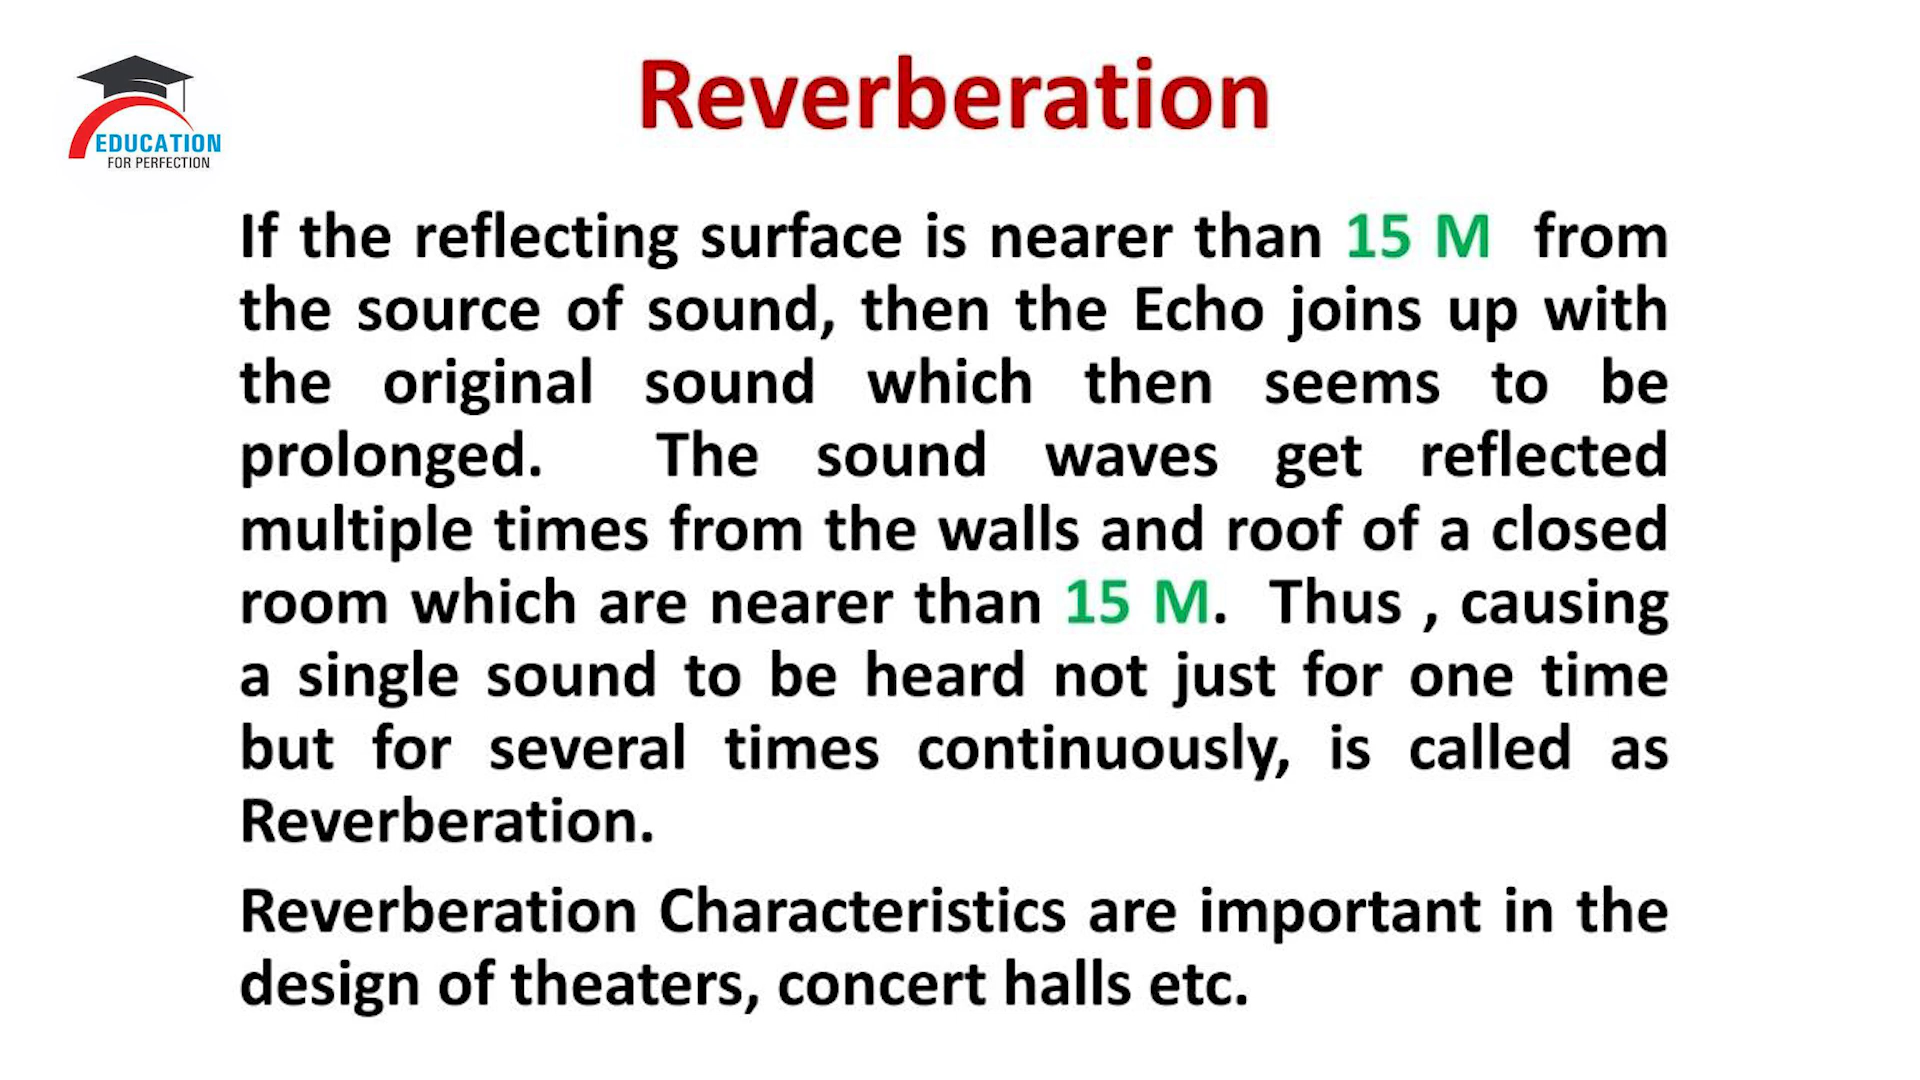 EDUCATION
FOR PERFECTION
Reverberation
If the reflecting surface is nearer than 15 M from
the source of sound, then the Echo joins up with
the original sound which then seems to be
prolonged. The sound waves get reflected
multiple times from the walls and roof of a closed
room which are nearer than 15 M. Thus , causing
a single sound to be heard not just for one time
but for several times continuously, is called as
Reverberation.
Reverberation Characteristics are important in the
design of theaters, concert halls etc.